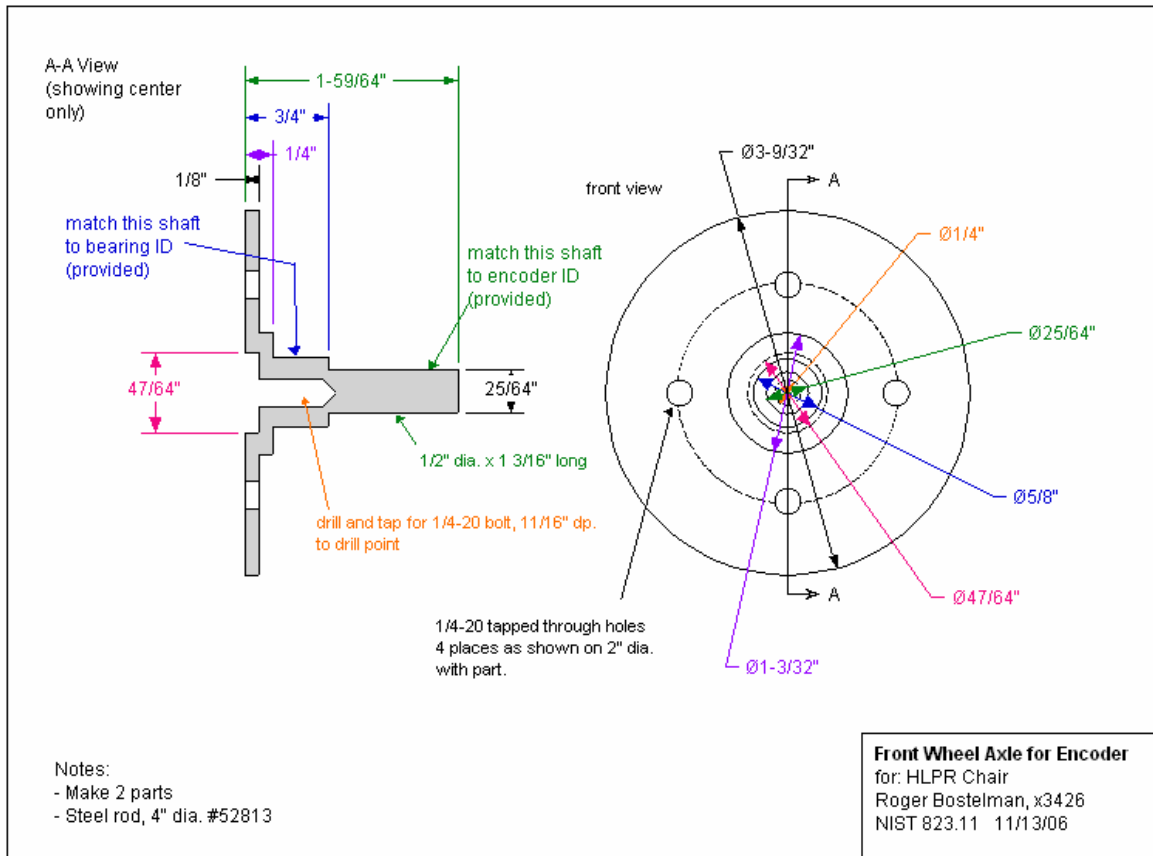 A-A View
(showing center
only)
1-59/64"
3/4"
1/4"
1/8"
match this shaft
to bearing ID
(provided)
match this shaft
to encoder ID
(provided)
47/64"
25/64"
1/2" dia. x 1 3/16" long
drill and tap for 1/4-20 bolt, 11/16" dp.
to drill point
front view
Ø3-9/32"
A
Ø1/4"
Ø25/64"
Ø5/8"
Ø47/64"
A
Ø1-3/32"
1/4-20 tapped through holes
4 places as shown on 2" dia.
with part.
Notes:
- Make 2 parts
- Steel rod, 4" dia. #52813
Front Wheel Axle for Encoder
for: HLPR Chair
Roger Bostelman, x3426
NIST 823.11 11/13/06